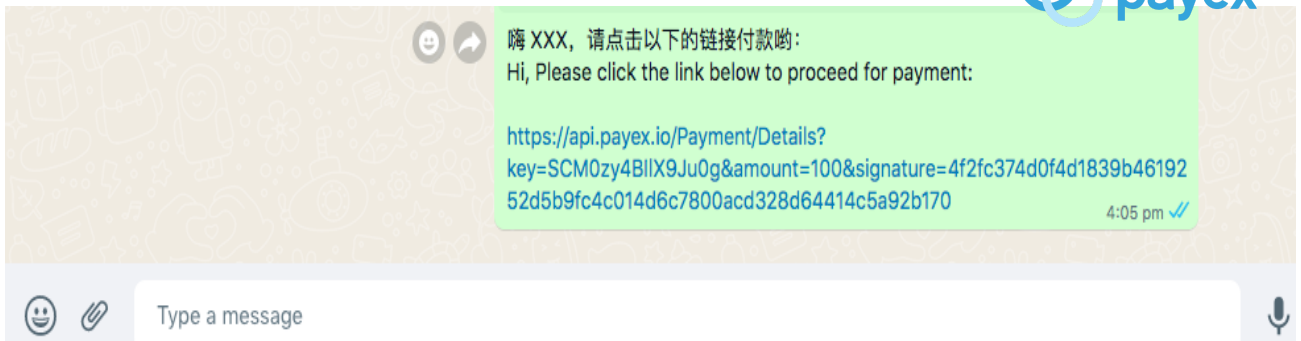 payex
嗨 XXX，请点击以下的链接付款哟：
Hi, Please click the link below to proceed for payment:
https://api.payex.io/Payment/Details?
key=SCM0zy4BIlX9Ju0g&amount=100&signature=4f2fc374d0f4d1839b46192
52d5b9fc4c014d6c7800acd328d64414c5a92b170
4:05 pm
Type a message